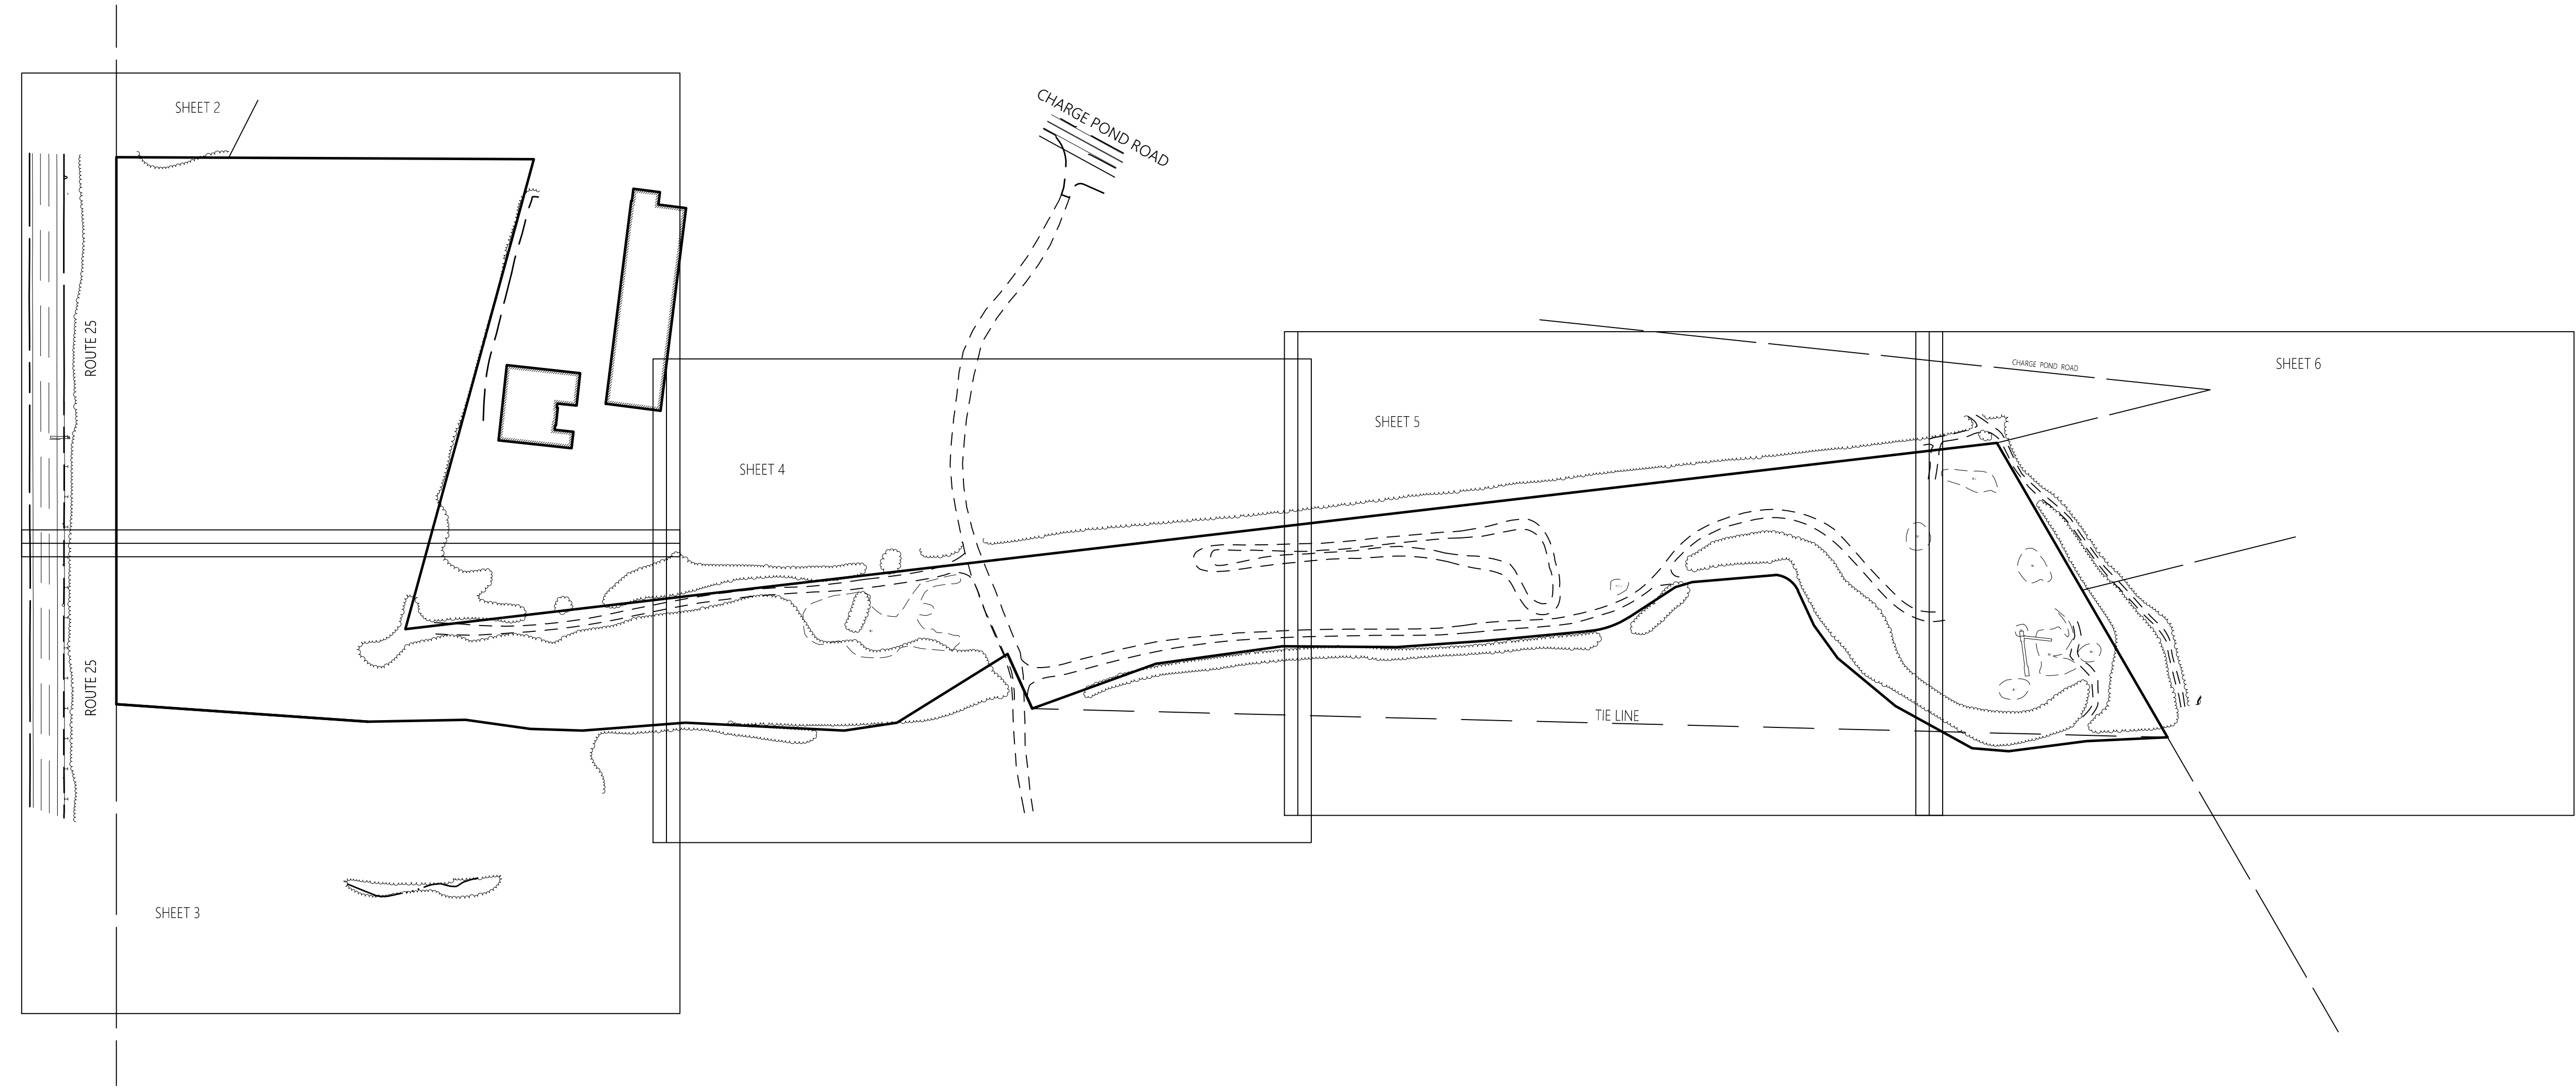 SHEET 2
CHARGE POND ROAD
ROUTE 25
SHEET 4
SHEET 5
CHARGE POND ROAD
SHEET 6
ROUTE 25
TIE LINE
SHEET 3